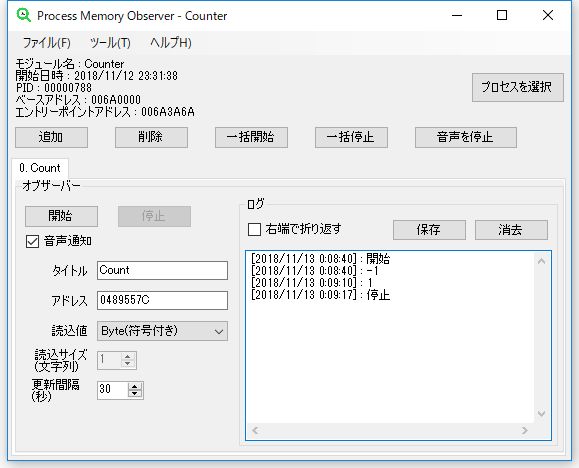 Process Memory Observer - Counter
ファイル(F) ツール(T) ヘルプ(H)
モジュール名 : Counter
開始日時 : 2018/11/12 23:31:38
PID : 00000788
ベースアドレス : 006A0000
エントリーポイントアドレス : 006A3A6A
プロセスを選択
追加 削除 一括開始 一括停止 音声を停止
0. Count
オブザーバー
開始 停止
音声通知
タイトル Count
アドレス 0489557C
読込値 Byte(符号付き)
読込サイズ
(文字列) 1
更新間隔
(秒) 30
ログ
右端で折り返す 保存 消去
[2018/11/13 0:08:40] : 開始
[2018/11/13 0:08:40] : -1
[2018/11/13 0:09:10] : 1
[2018/11/13 0:09:17] : 停止